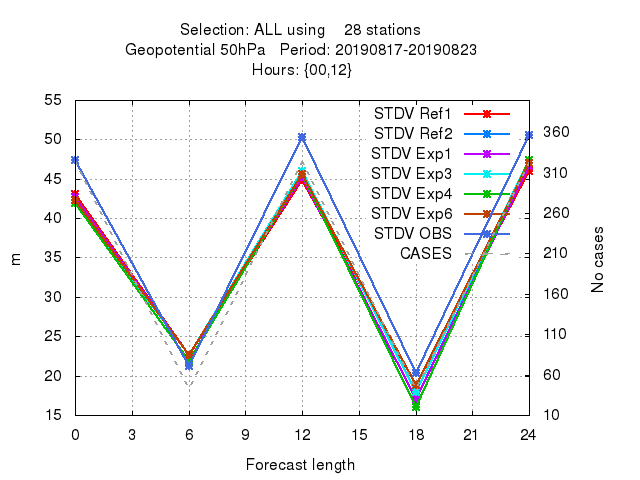 Selection: ALL using    28 stations
Geopotential 50hPa   Period: 20190817-20190823
Hours: {00,12}
STDV Ref1
STDV Ref2
STDV Exp1
STDV Exp3
STDV Exp4
STDV Exp6
STDV OBS
CASES
55
50
45
40
35
30
25
20
15
m
360
310
260
210
160
110
60
10
No cases
0 3 6 9 12 15 18 21 24
Forecast length